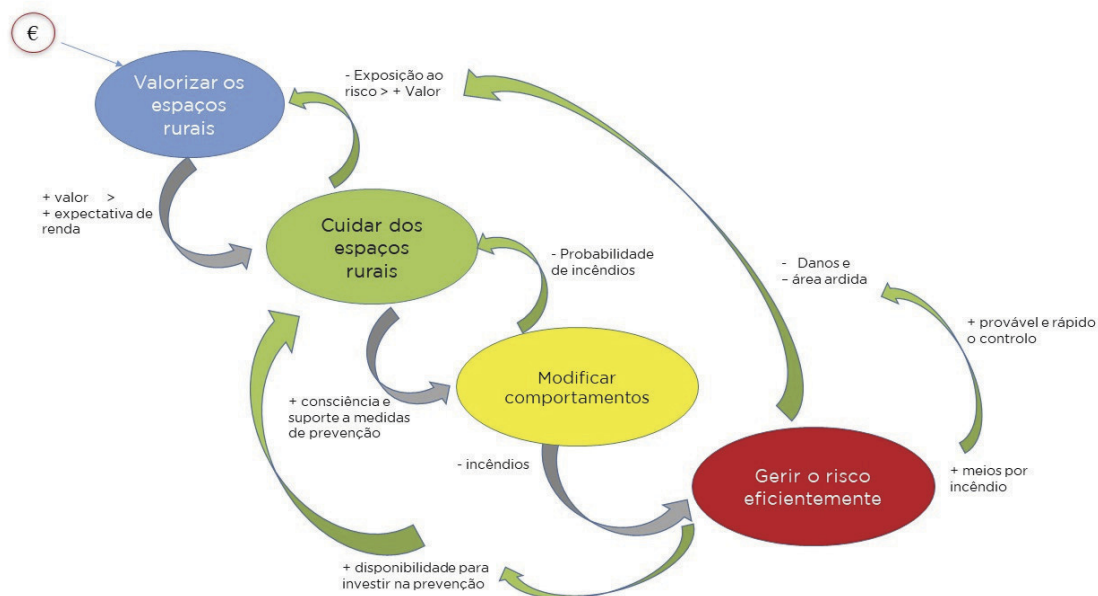 €
Valorizar os
espaços
rurais
- Exposição ao
risco > + Valor
+ valor >
+ expectativa de
renda
Cuidar dos
espaços
rurais
- Probabilidade
de incêndios
- Danos e
– área ardida
+ provável e rápido
o controlo
Modificar
comportamentos
+ consciência e
suporte a medidas
de prevenção
- incêndios
Gerir o risco
eficientemente
+ meios por
incêndio
+ disponibilidade para
investir na prevenção